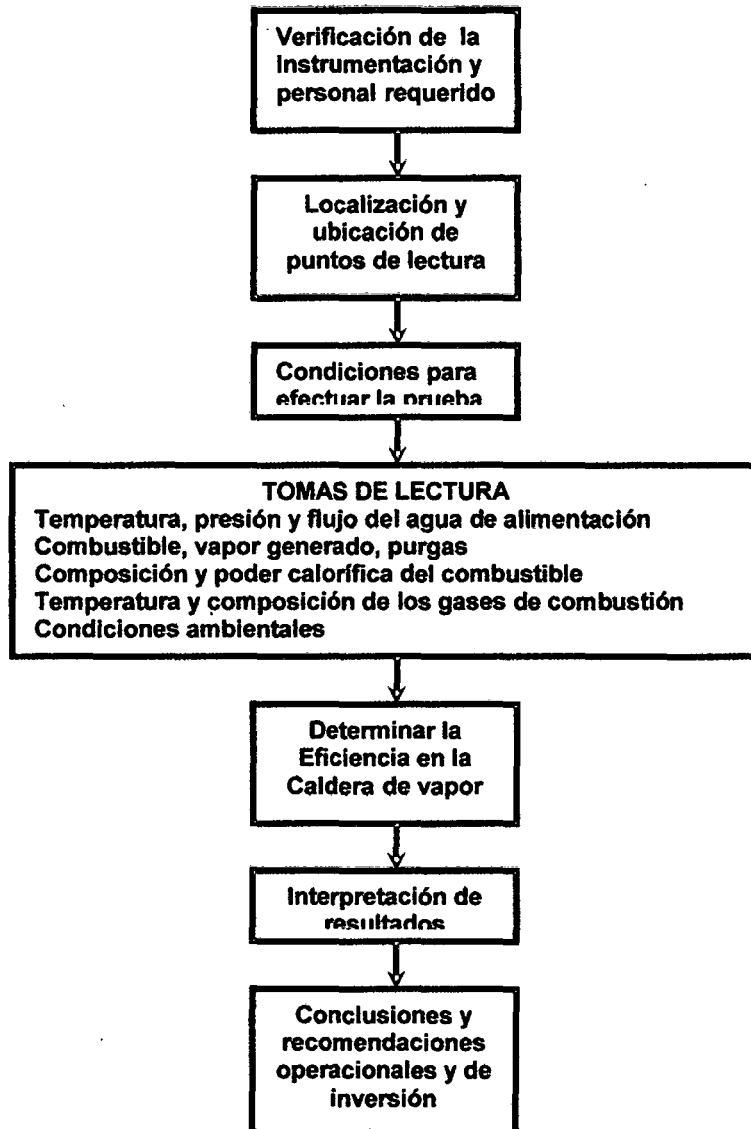 Verificación de la
instrumentación y
personal requerido
Localización y
ubicación de
puntos de lectura
Condiciones para
efectuar la prueba
TOMAS DE LECTURA
Temperatura, presión y flujo del agua de alimentación
Combustible, vapor generado, purgas
Composición y poder calorífica del combustible
Temperatura y composición de los gases de combustión
Condiciones ambientales
Determinar la
Eficiencia en la
Caldera de vapor
Interpretación de
resultados
Conclusiones y
recomendaciones
operacionales y de
inversión